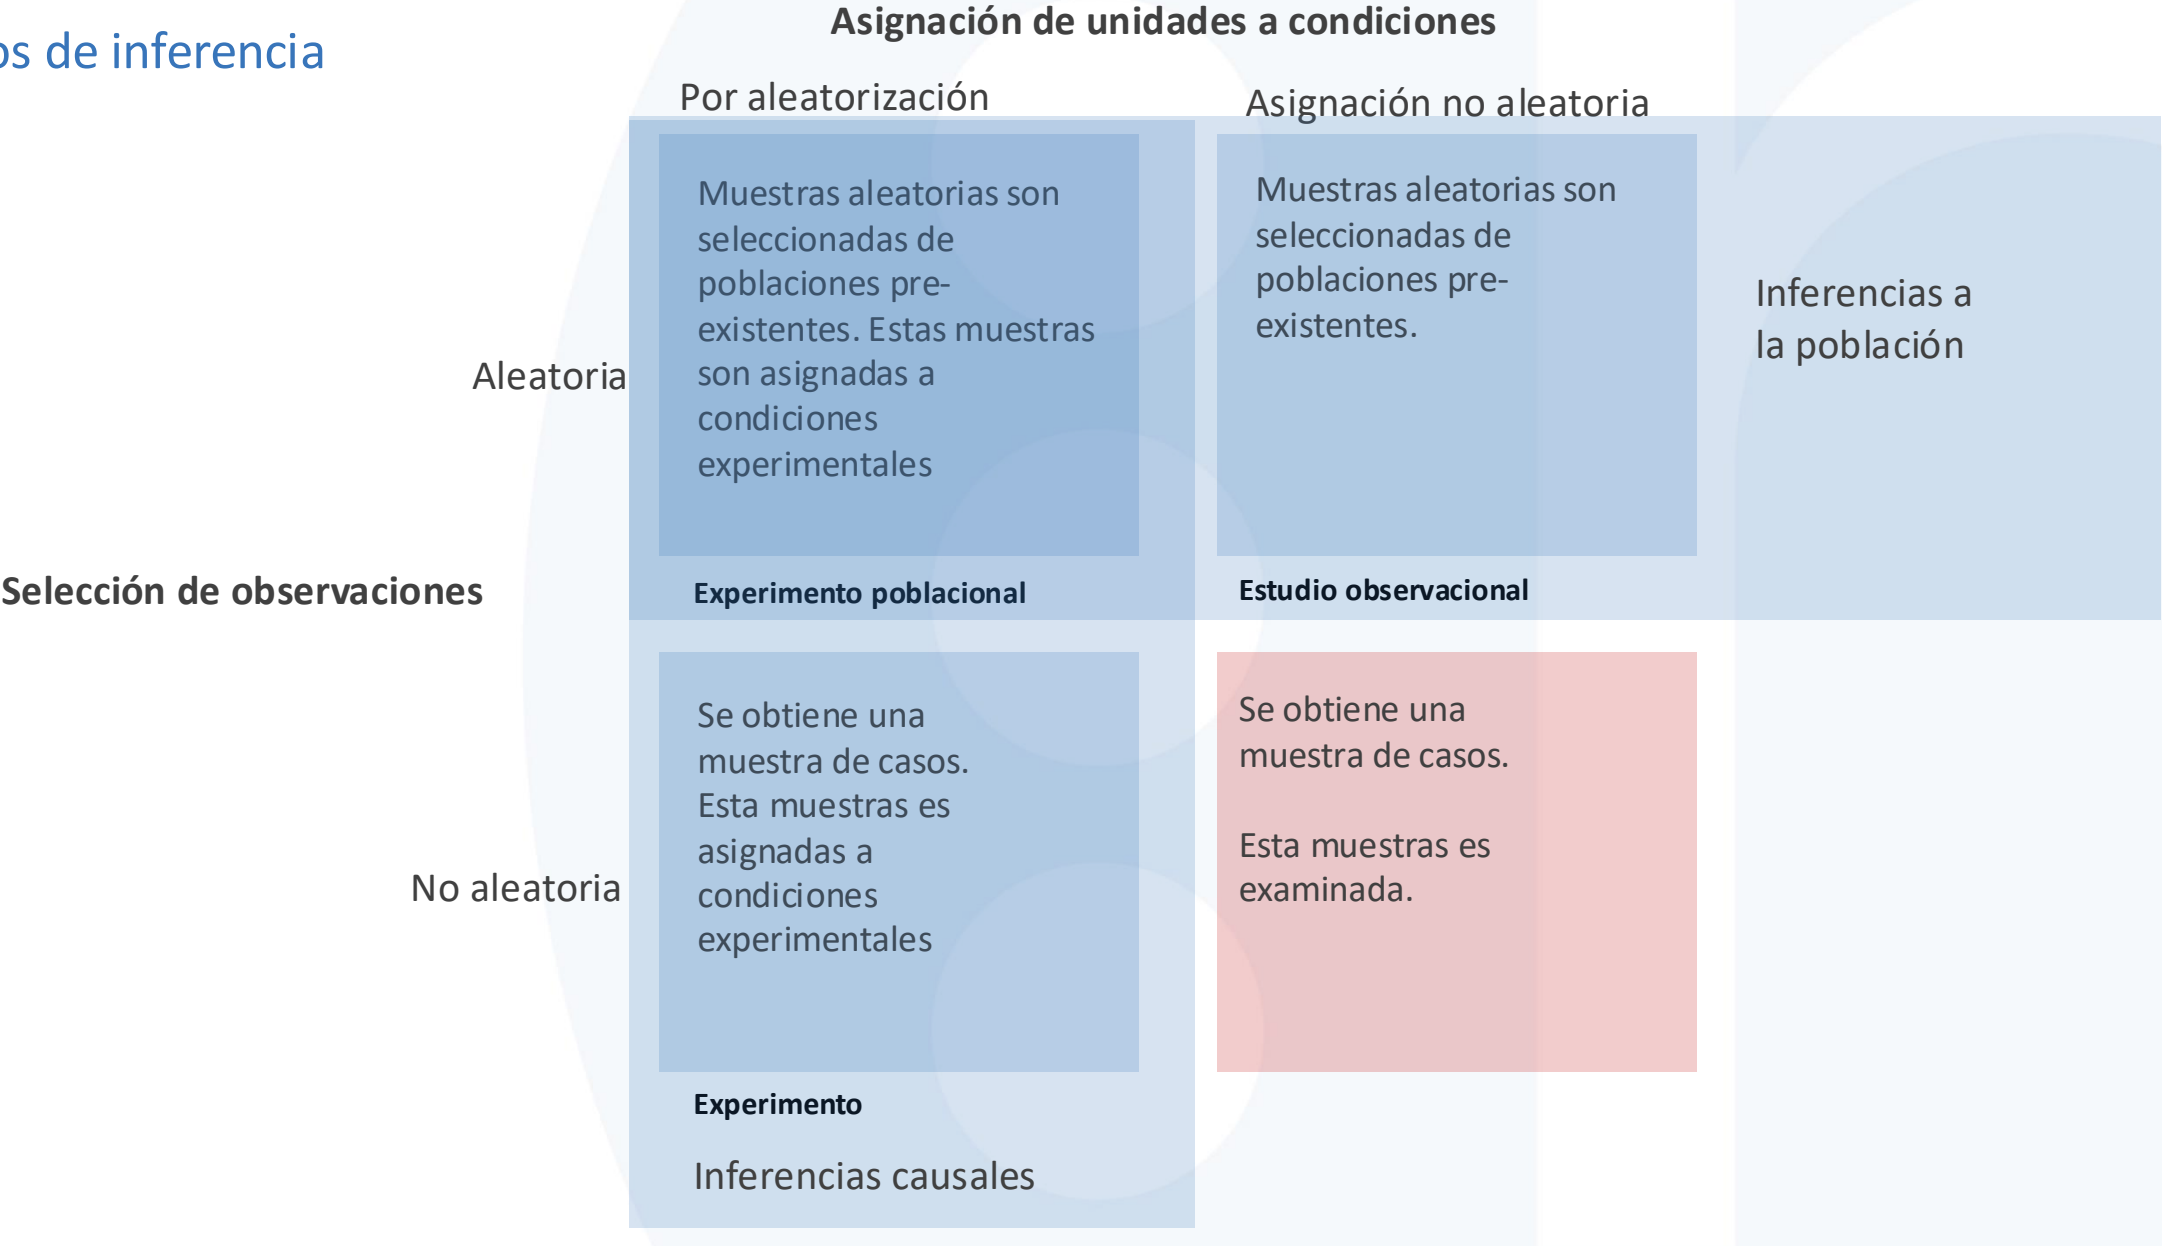 Asignación de unidades a condiciones
os de inferencia
Por aleatorización
Asignación no aleatoria
Muestras aleatorias son
seleccionadas de
poblaciones pre-
existentes. Estas muestras
son asignadas a
condiciones
experimentales
Muestras aleatorias son
seleccionadas de
poblaciones pre-
existentes.
Inferencias a
la población
Aleatoria
Selección de observaciones
Experimento poblacional
Estudio observacional
Se obtiene una
muestra de casos.
Esta muestras es
asignadas a
condiciones
experimentales
Se obtiene una
muestra de casos.
Esta muestras es
examinada.
No aleatoria
Experimento
Inferencias causales